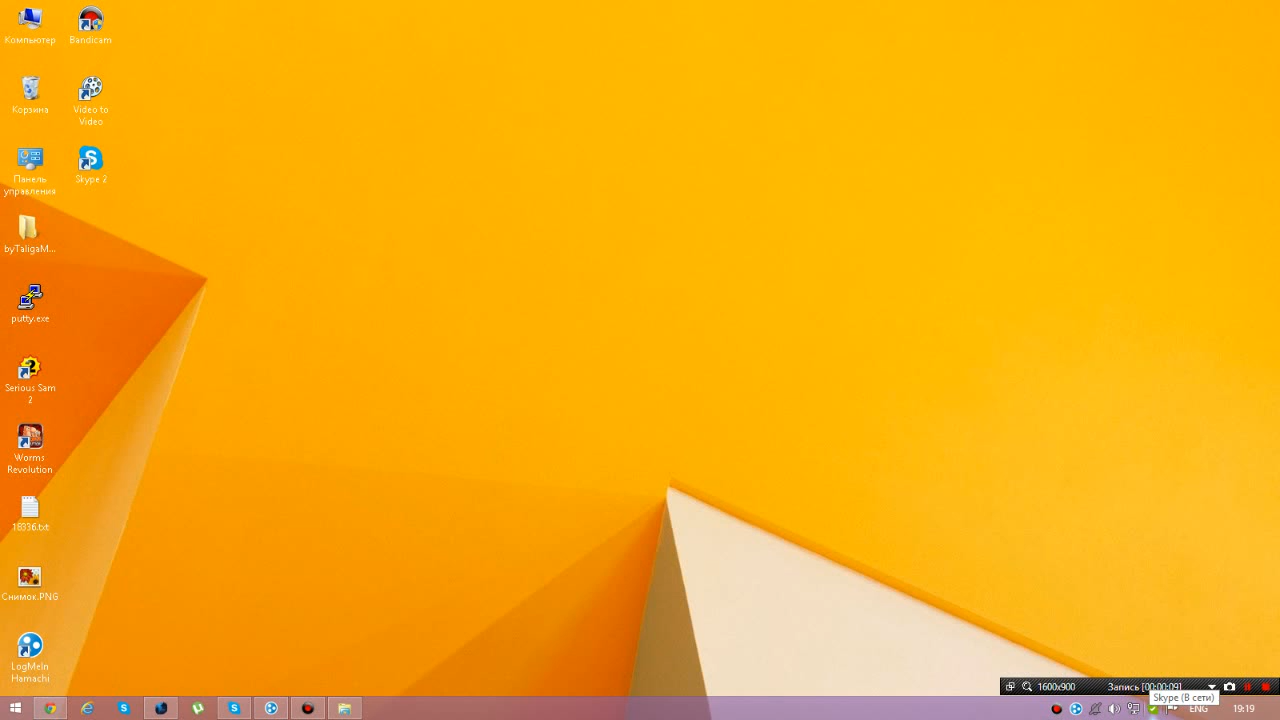 Компьютер
Bandicam
Корзина
Video to
Video
Панель
управления
Skype 2
byTaligaM...
putty.exe
Serious Sam
2
Worms
Revolution
18336.txt
Снимок.PNG
LogMeIn
Hamachi
1600x900
Запись [00:00:09]
Skype (В сети)
ENG
19:19